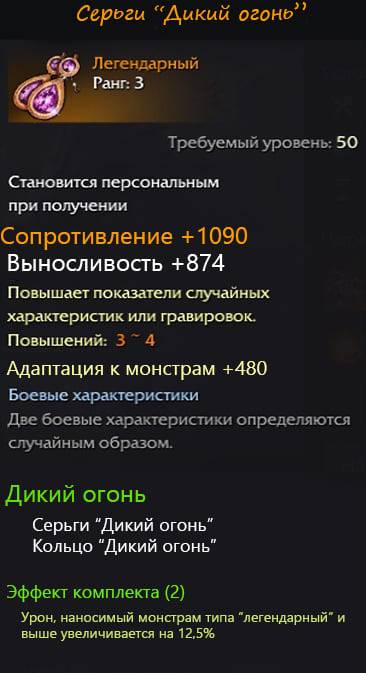 Серьги “Дикий огонь”
Легендарный
Ранг: 3
Требуемый уровень: 50
Становится персональным
при получении
Сопротивление +1090
Выносливость +874
Повышает показатели случайных
характеристик или гравировок.
Повышений: 3 ~ 4
Адаптация к монстрам +480
Боевые характеристики
Две боевые характеристики определяются
случайным образом.
Дикий огонь
Серьги “Дикий огонь”
Кольцо “Дикий огонь”
Эффект комплекта (2)
Урон, наносимый монстрам типа “легендарный” и
выше увеличивается на 12,5%